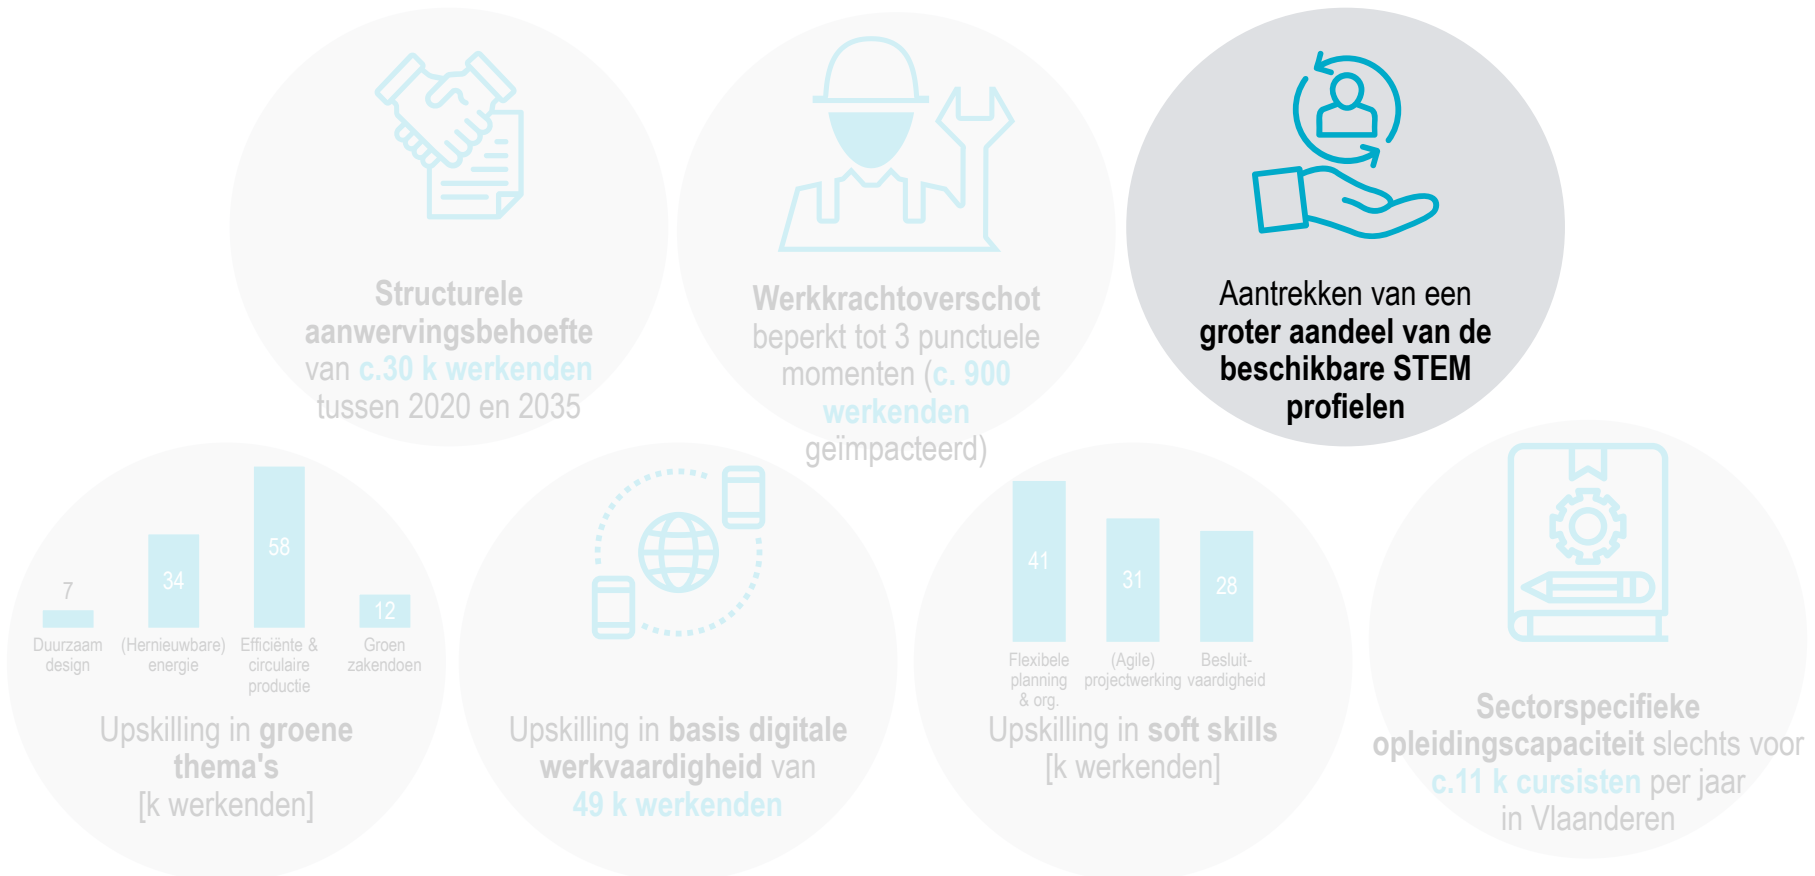 Structurele
aanwervingsbehoefte
van c.30 k werkenden
tussen 2020 en 2035
Werkkrachtoverschot
beperkt tot 3 punctuele
momenten (c. 900
werkenden
geïmpacteerd)
Aantrekken van een
groter aandeel van de
beschikbare STEM
profielen
7
34
58
12
Duurzaam
design
(Hernieuwbare)
energie
Efficiënte &
circulaire
productie
Groen
zakendoen
Upskilling in groene
thema's
[k werkenden]
Upskilling in basis digitale
werkvaardigheid van
49 k werkenden
41
31
28
Flexibele
planning
& org.
(Agile)
projectwerking
Besluit-
vaardigheid
Upskilling in soft skills
[k werkenden]
Sectorspecifieke
opleidingscapaciteit slechts voor
c.11 k cursisten per jaar
in Vlaanderen